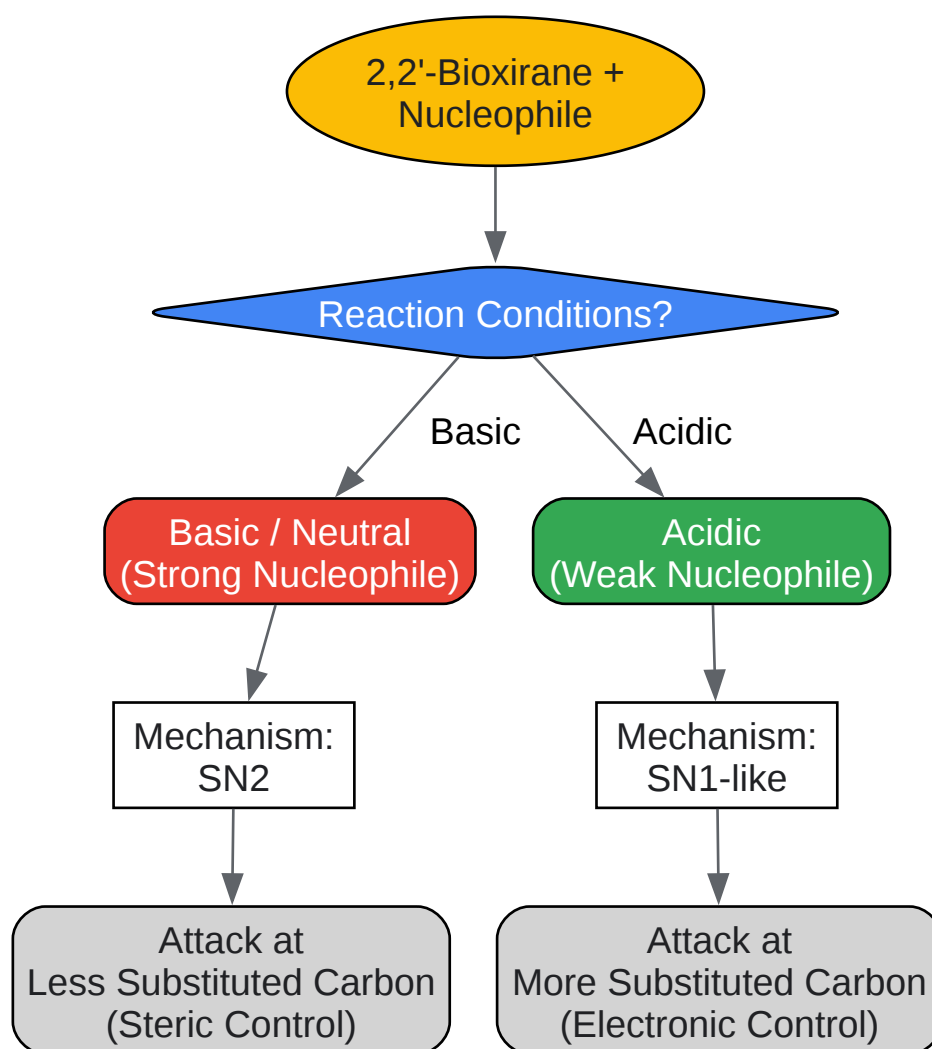 2,2'-Bioxirane +
Nucleophile
Reaction Conditions?
Basic
Acidic
Basic / Neutral
(Strong Nucleophile)
Acidic
(Weak Nucleophile)
Mechanism:
SN2
Mechanism:
SN1-like
Attack at
Less Substituted Carbon
(Steric Control)
Attack at
More Substituted Carbon
(Electronic Control)